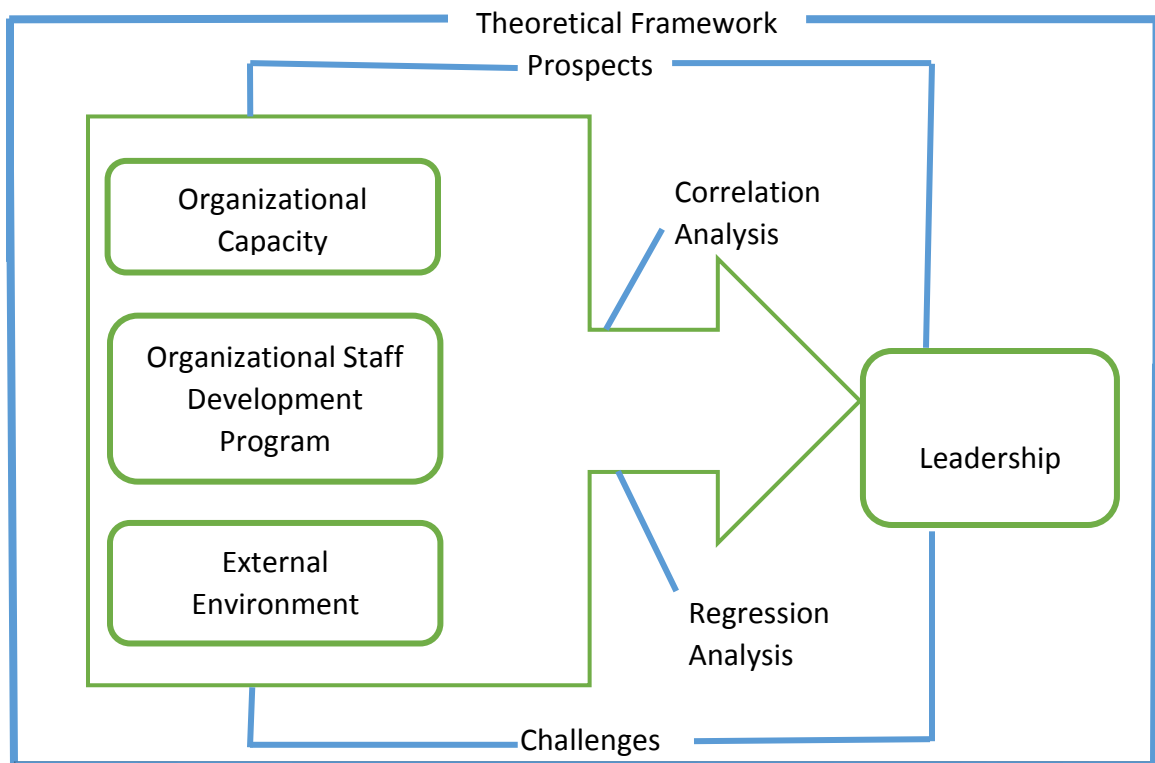 Theoretical Framework
Prospects
Organizational
Capacity
Correlation
Analysis
Organizational Staff
Development
Program
Leadership
External
Environment
Regression
Analysis
Challenges